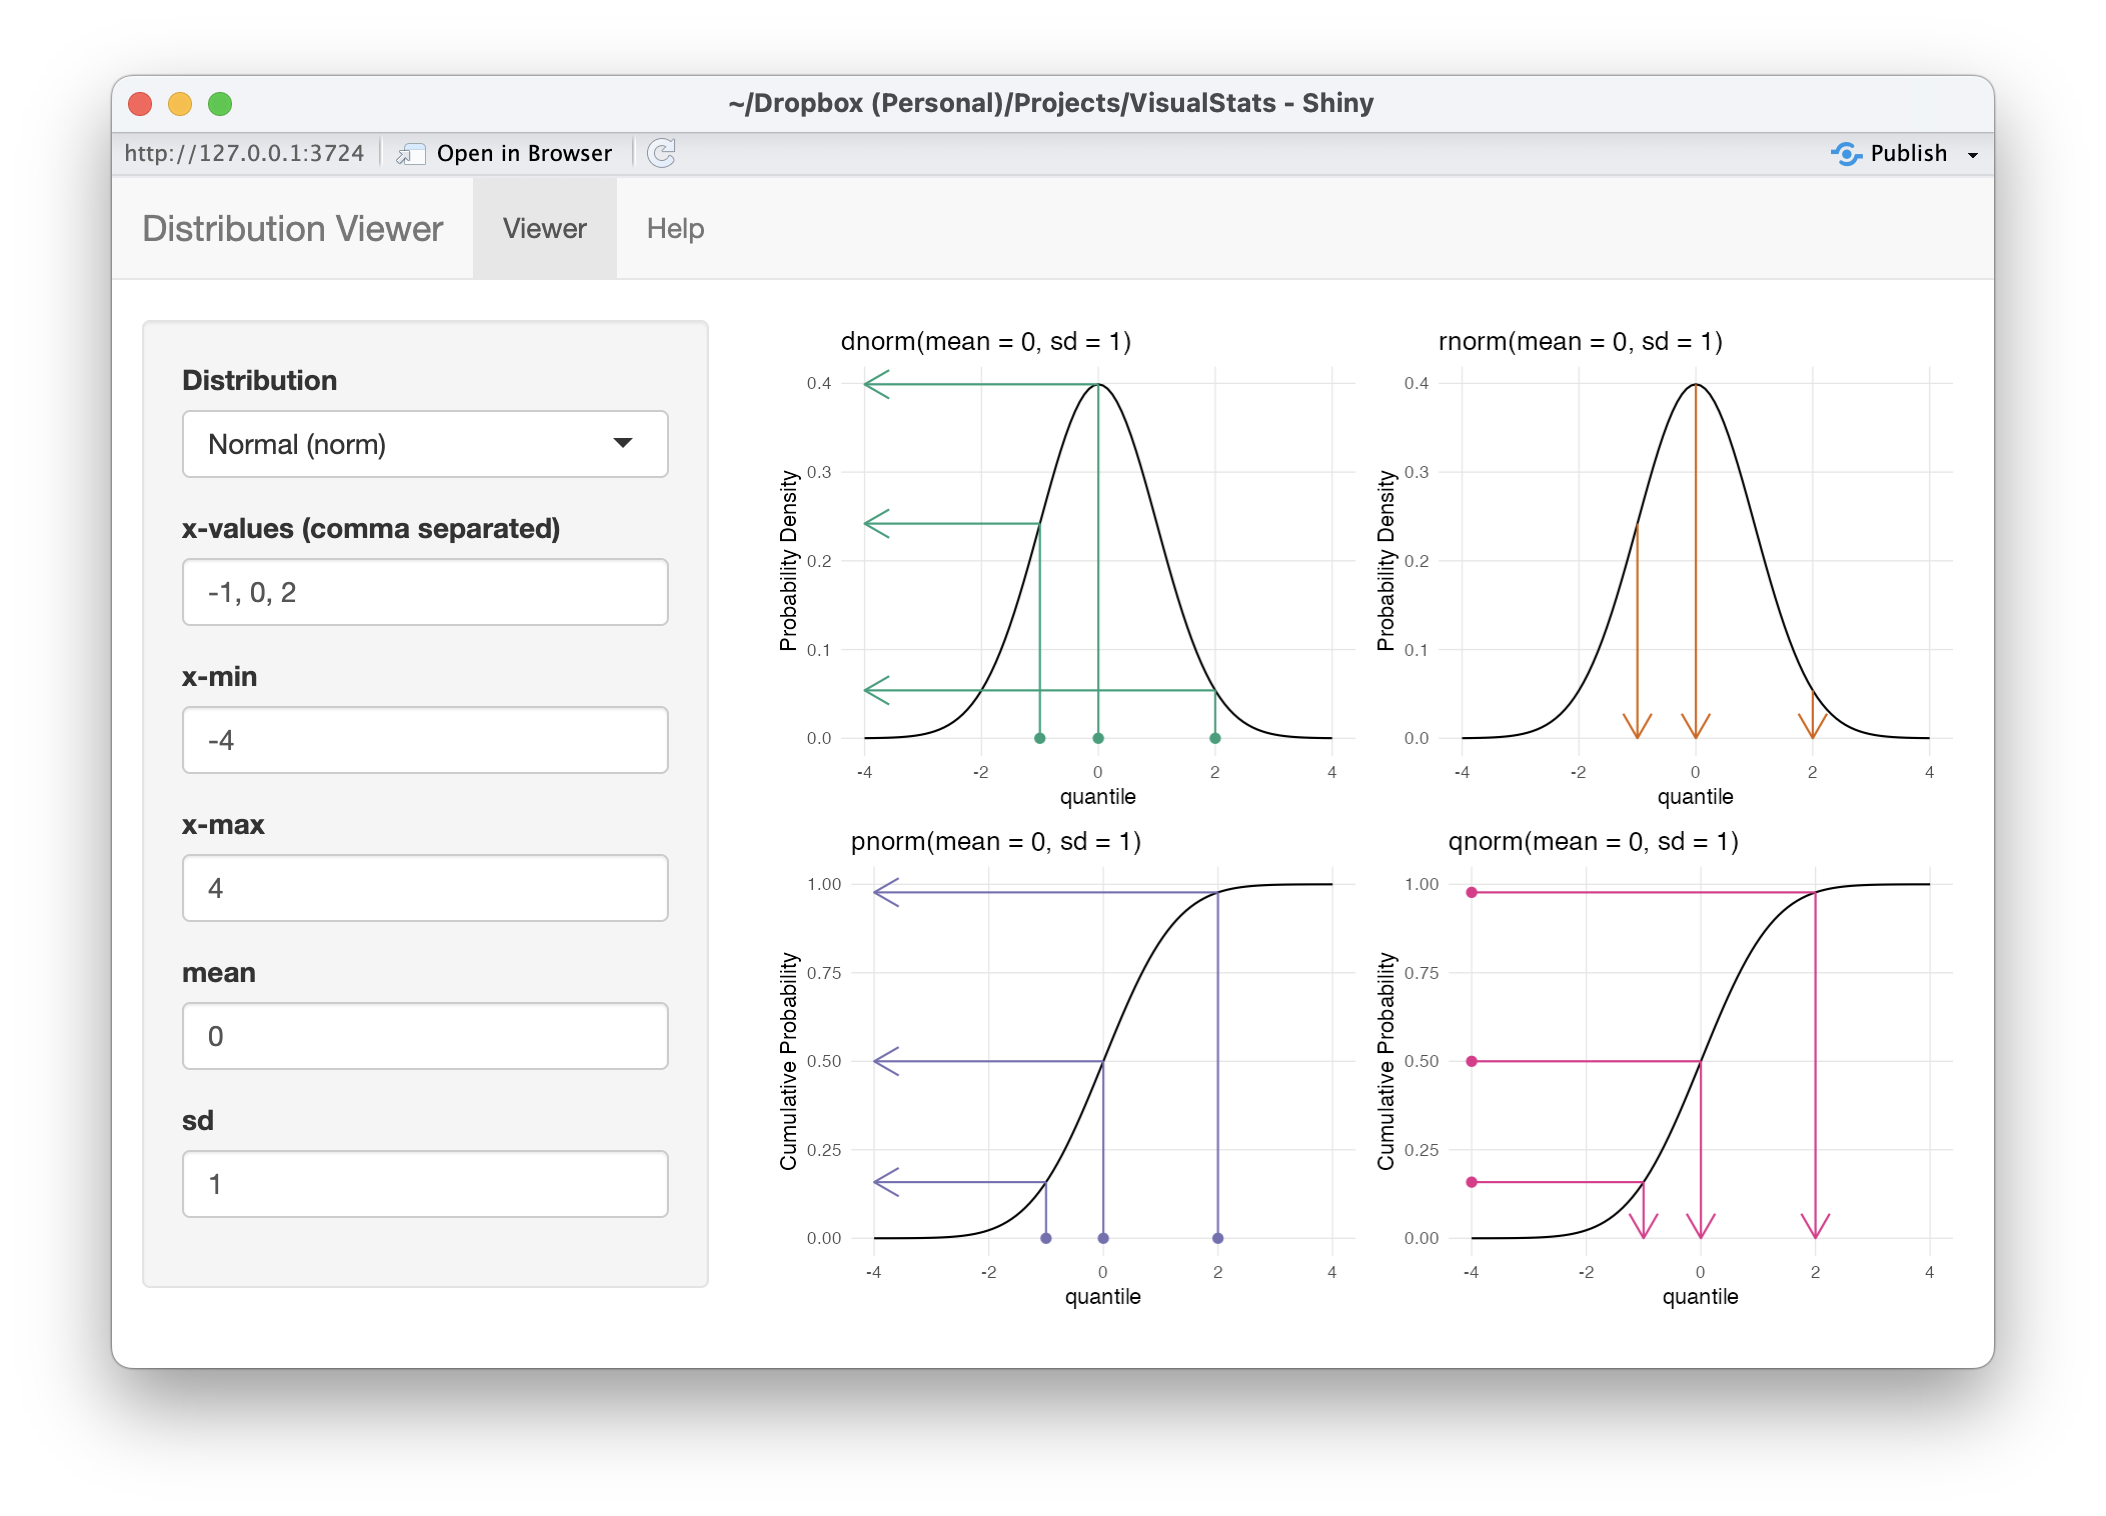 ~/Dropbox (Personal)/Projects/VisualStats - Shiny
http://127.0.0.1:3724 Open in Browser Publish
Distribution Viewer Viewer Help
Distribution
Normal (norm)
x-values (comma separated)
-1, 0, 2
x-min
-4
x-max
4
mean
0
sd
1
dnorm(mean = 0, sd = 1)
Probability Density
0.4
0.3
0.2
0.1
0.0
-4 -2 0 2 4
quantile
rnorm(mean = 0, sd = 1)
Probability Density
0.4
0.3
0.2
0.1
0.0
-4 -2 0 2 4
quantile
pnorm(mean = 0, sd = 1)
Cumulative Probability
1.00
0.75
0.50
0.25
0.00
-4 -2 0 2 4
quantile
qnorm(mean = 0, sd = 1)
Cumulative Probability
1.00
0.75
0.50
0.25
0.00
-4 -2 0 2 4
quantile